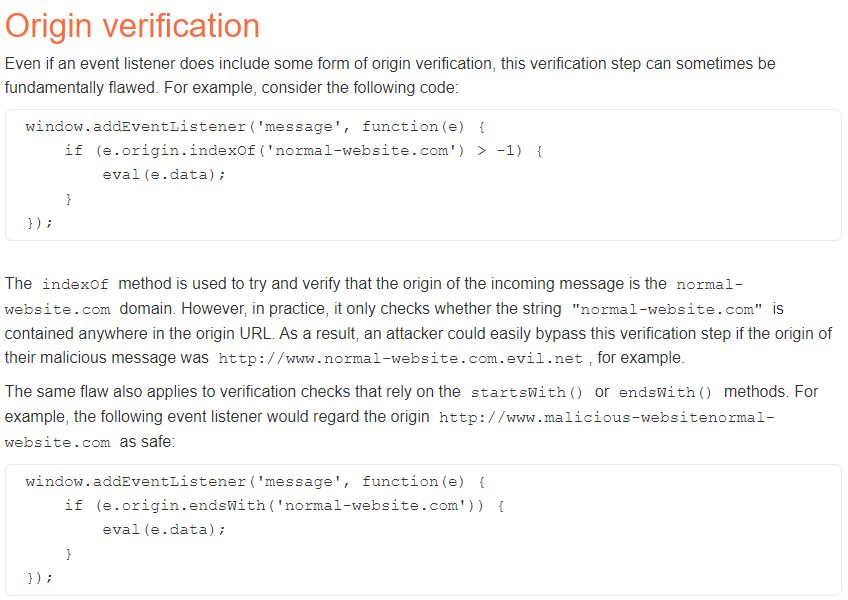 Origin verification
Even if an event listener does include some form of origin verification, this verification step can sometimes be
fundamentally flawed. For example, consider the following code:
window.addEventListener('message', function(e) {
    if (e.origin.indexOf('normal-website.com') > -1) {
        eval(e.data);
    }
});
The indexOf method is used to try and verify that the origin of the incoming message is the normal-
website.com domain. However, in practice, it only checks whether the string "normal-website.com" is
contained anywhere in the origin URL. As a result, an attacker could easily bypass this verification step if the origin of
their malicious message was http://www.normal-website.com.evil.net , for example.
The same flaw also applies to verification checks that rely on the startsWith() or endsWith() methods. For
example, the following event listener would regard the origin http://www.malicious-websitenormal-
website.com as safe:
window.addEventListener('message', function(e) {
    if (e.origin.endsWith('normal-website.com')) {
        eval(e.data);
    }
});